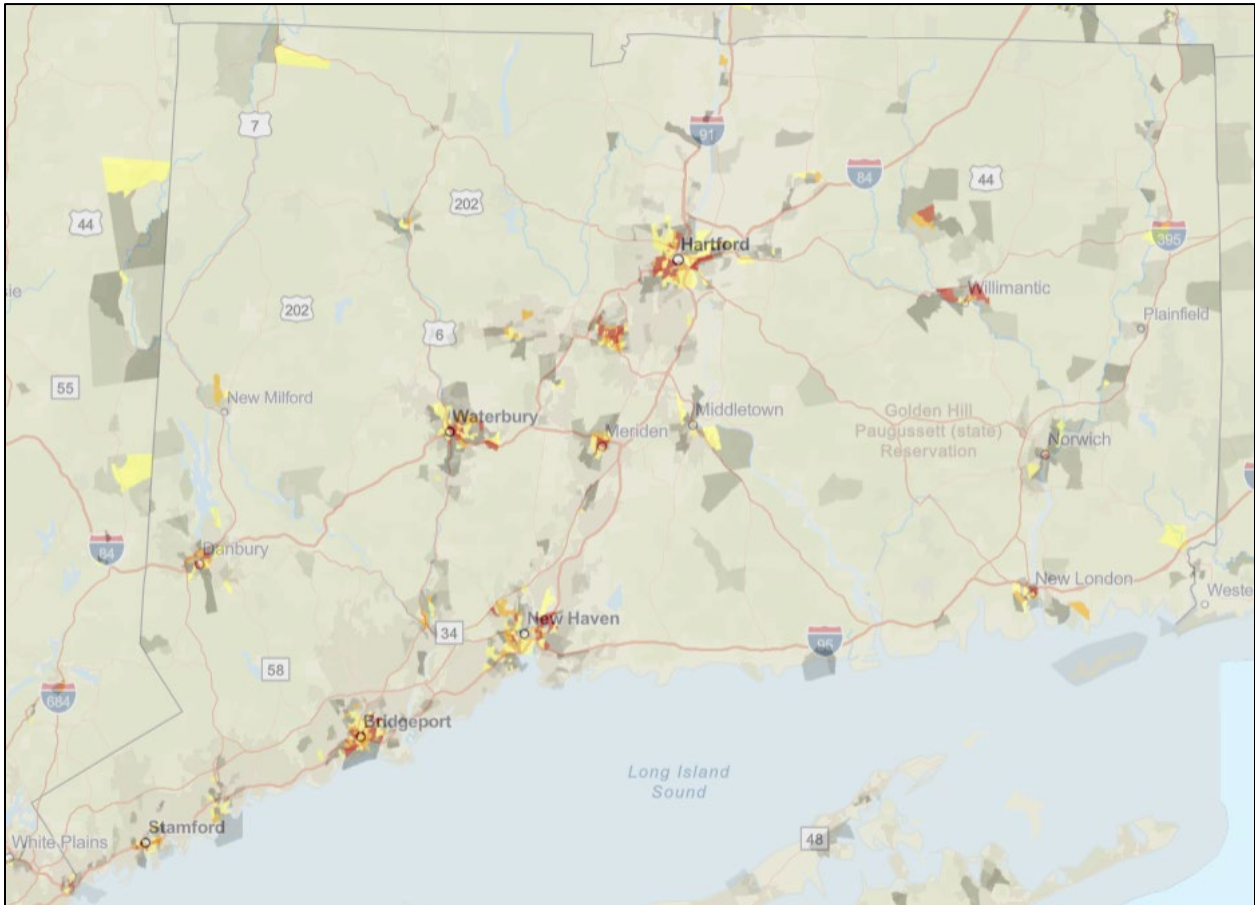 7
91
84
44
44
202
Hartford
395
Willimantic
sie
202
Plainfield
6
55
New Milford
Waterbury
Middletown
Golden Hill
Paugussett (state)
Reservation
Meriden
Norwich
84
Danbury
New London
Weste
New Haven
34
95
58
684
Bridgeport
Long Island
Sound
Stamford
White Plains
48